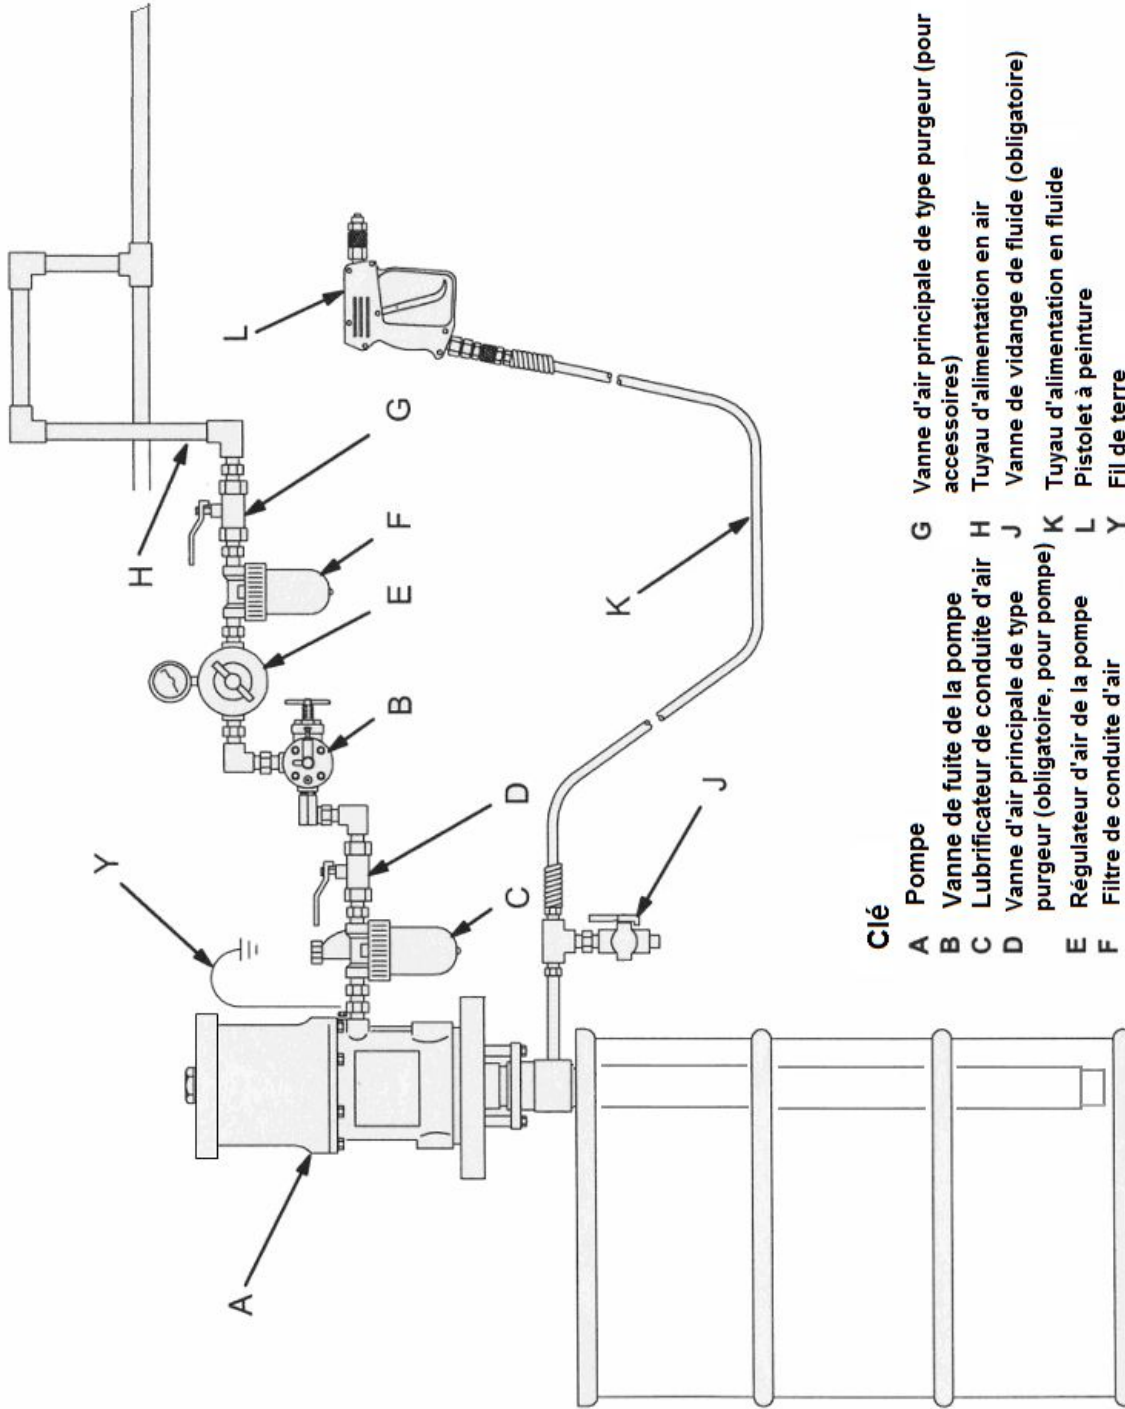 L
G
H
F
E
B
Y
D
K
C
J
A
Clé
A Pompe
B Vanne de fuite de la pompe
C Lubrificateur de conduite d'air
D Vanne d'air principale de type
purgeur (obligatoire, pour pompe)
E Régulateur d'air de la pompe
F Filtre de conduite d'air
G Vanne d'air principale de type purgeur (pour
accessoires)
H Tuyau d'alimentation en air
J Vanne de vidange de fluide (obligatoire)
K Tuyau d'alimentation en fluide
L Pistolet à peinture
Y Fil de terre